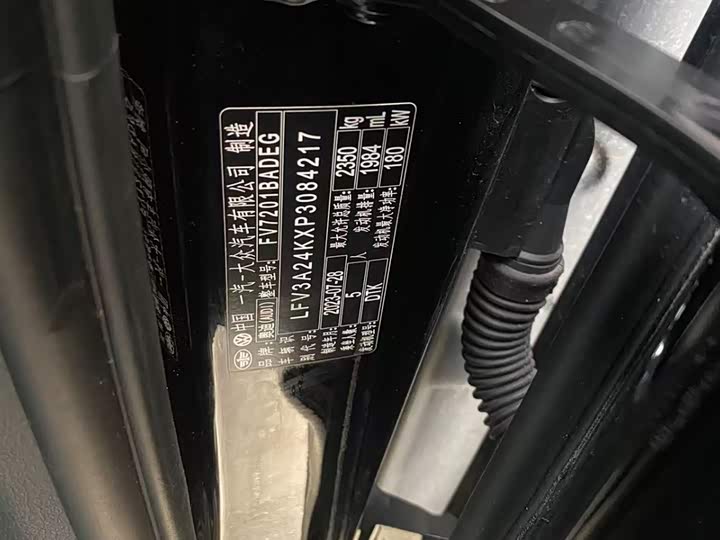 中国 一汽-大众汽车有限公司 制造
品牌: 奥迪(AUDI) 整车型号: FV7201BADEG
车辆识别代号: LFV3A24KXP3084217
制造年月: 2023-07-28 最大允许总质量: 2350 kg
乘坐人数: 5 人 发动机排量: 1984 mL
发动机型号: DTK 发动机最大净功率: 180 kW